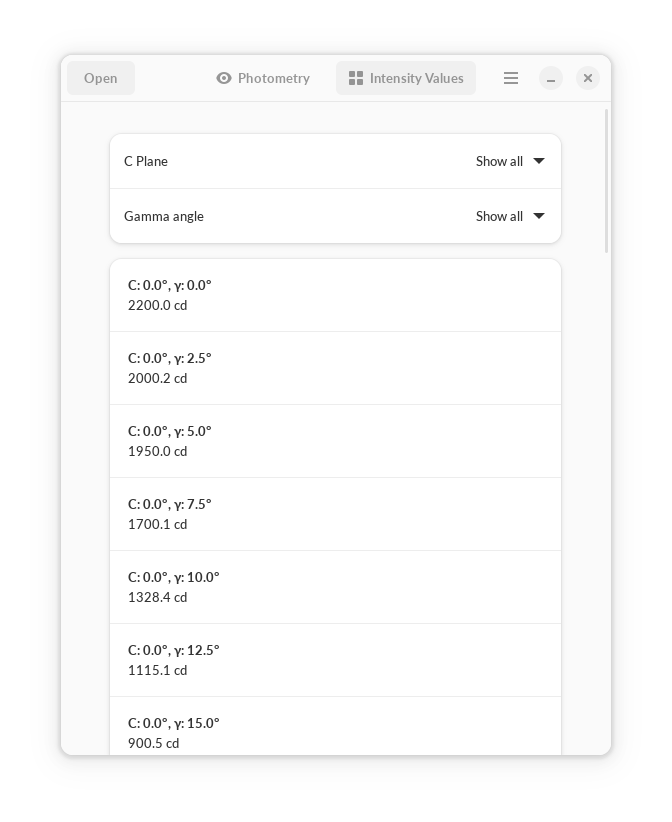 Open
Photometry
Intensity Values
C Plane
Show all
Gamma angle
Show all
C: 0.0°, γ: 0.0°
2200.0 cd
C: 0.0°, γ: 2.5°
2000.2 cd
C: 0.0°, γ: 5.0°
1950.0 cd
C: 0.0°, γ: 7.5°
1700.1 cd
C: 0.0°, γ: 10.0°
1328.4 cd
C: 0.0°, γ: 12.5°
1115.1 cd
C: 0.0°, γ: 15.0°
900.5 cd